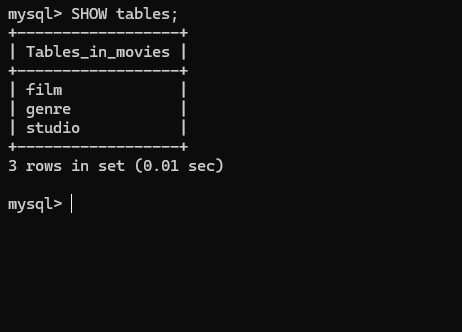 mysql> SHOW tables;
+------------------+
| Tables_in_movies |
+------------------+
| film             |
| genre            |
| studio           |
+------------------+
3 rows in set (0.01 sec)
mysql>